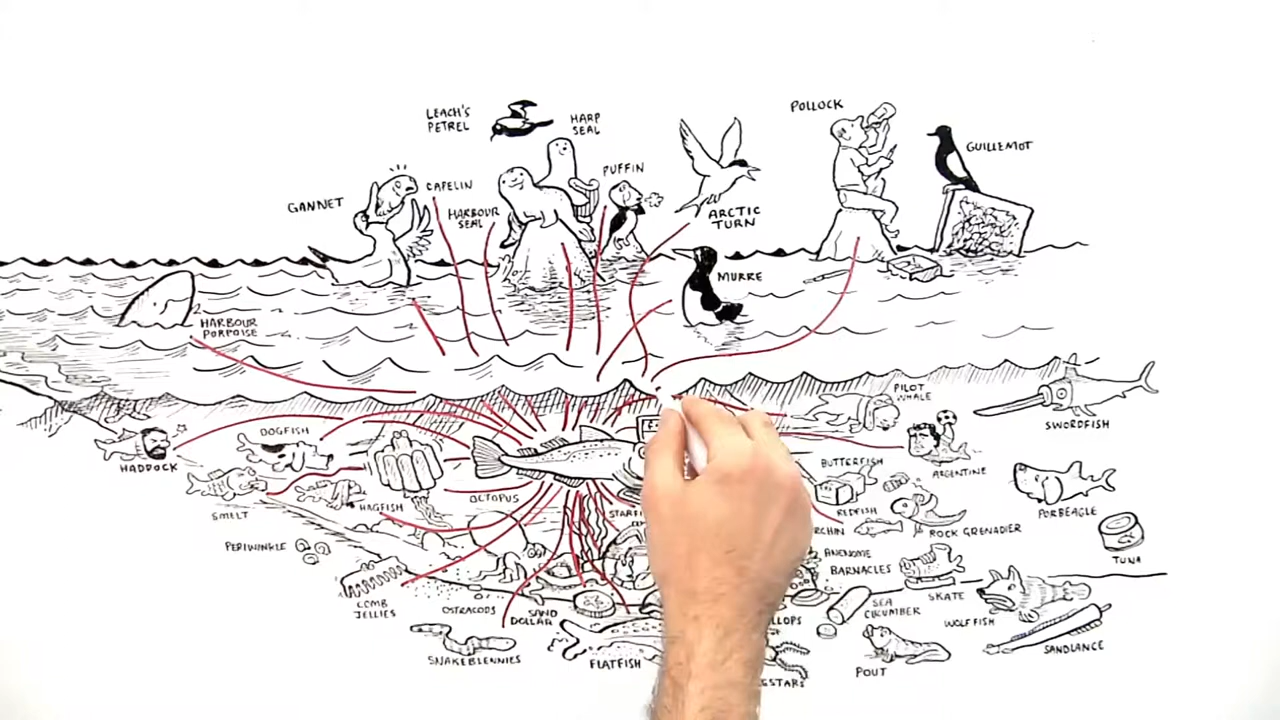 LEACH'S
PETREL
HARP
SEAL
POLLOCK
GUILLEMOT
PUFFIN
CAPELIN
GANNET
HARBOUR
SEAL
ARCTIC
TURN
MURRE
HARBOUR
PORPOISE
PILOT
WHALE
SWORDFISH
DOGFISH
HADDOCK
BUTTERFISH
ARGENTINE
OCTOPUS
HAGFISH
SMELT
REDFISH
PORBEAGLE
ROCK GRENADIER
PERIWINKLE
TUNA
ANENOME
BARNACLES
SKATE
COMB
JELLIES
OSTRACODS
SAND
DOLLAR
SEA
CUCUMBER
WOLF FISH
SANDLANCE
SNAKEBLENNIES
FLATFISH
POUT